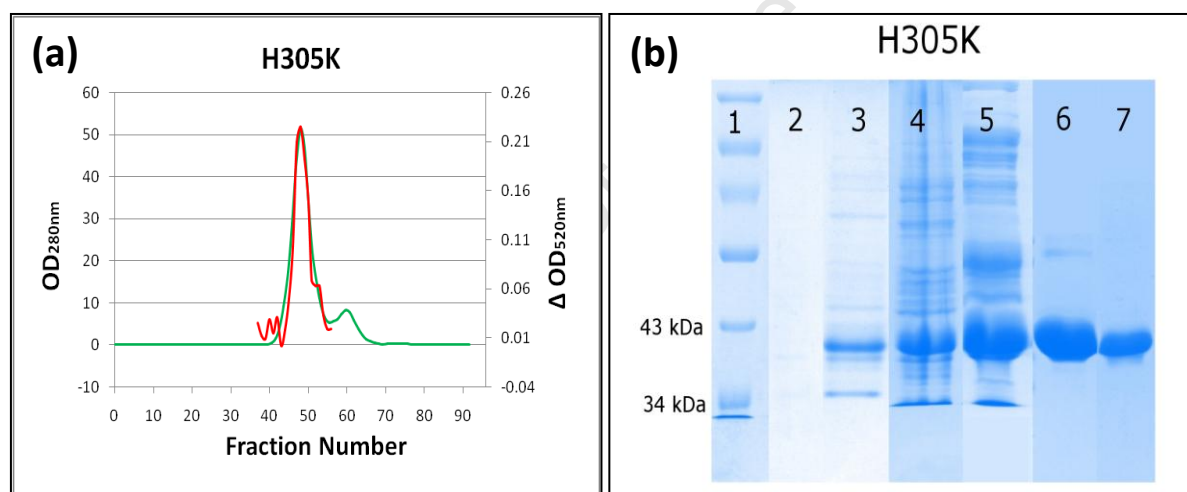 (a)
H305K
60
50
40
30
20
10
0
-10
0.26
0.21
0.16
0.11
0.06
0.01
-0.04
OD280nm
Δ OD520nm
0 10 20 30 40 50 60 70 80 90
Fraction Number
(b)
H305K
1 2 3 4 5 6 7
43 kDa
34 kDa